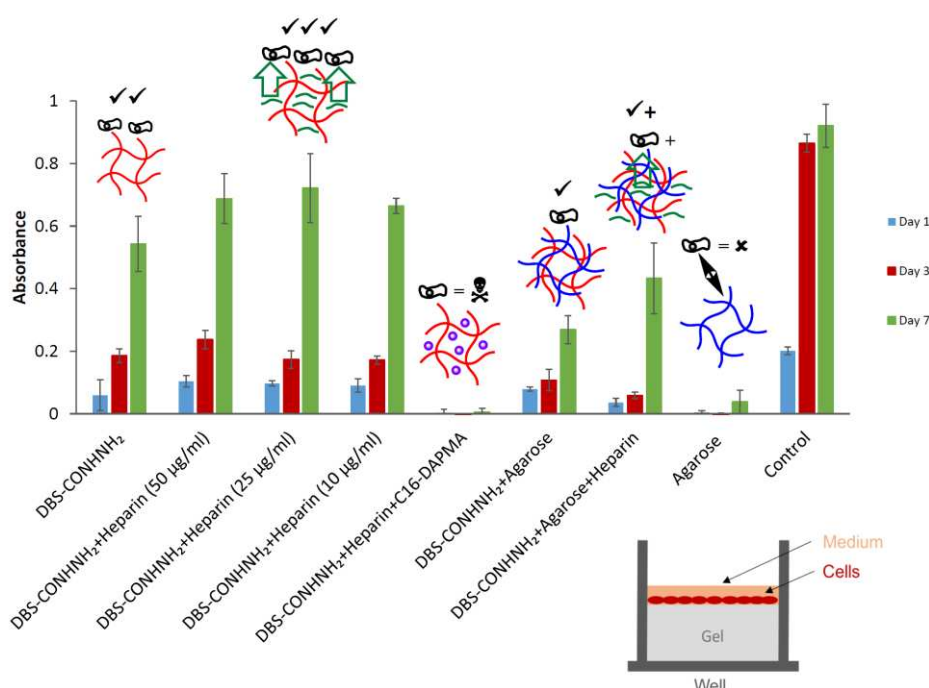 1
0.8
0.6
0.4
0.2
0
Absorbance
✓✓
✓✓✓
= ☠
✓
✓+
+
= ✘
Day 1
Day 3
Day 7
DBS-CONHNH₂
DBS-CONHNH₂+Heparin (50 µg/ml)
DBS-CONHNH₂+Heparin (25 µg/ml)
DBS-CONHNH₂+Heparin (10 µg/ml)
DBS-CONHNH₂+Heparin+C16-DAPMA
DBS-CONHNH₂+Agarose
DBS-CONHNH₂+Agarose+Heparin
Agarose
Control
Medium
Cells
Gel
Well